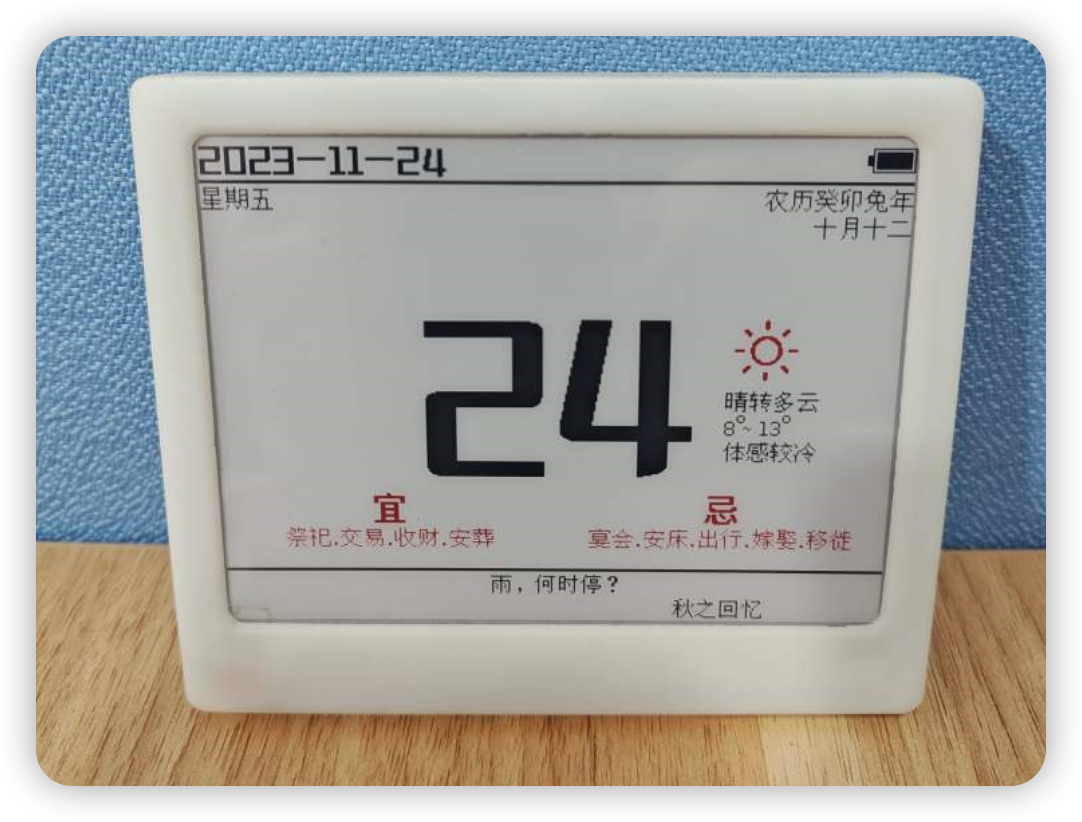 2023-11-24
星期五
农历癸卯兔年
十月十二
24
晴转多云
8°~13°
体感较冷
宜
祭祀.交易.收财.安葬
忌
宴会.安床.出行.嫁娶.移徙
雨，何时停？
秋之回忆